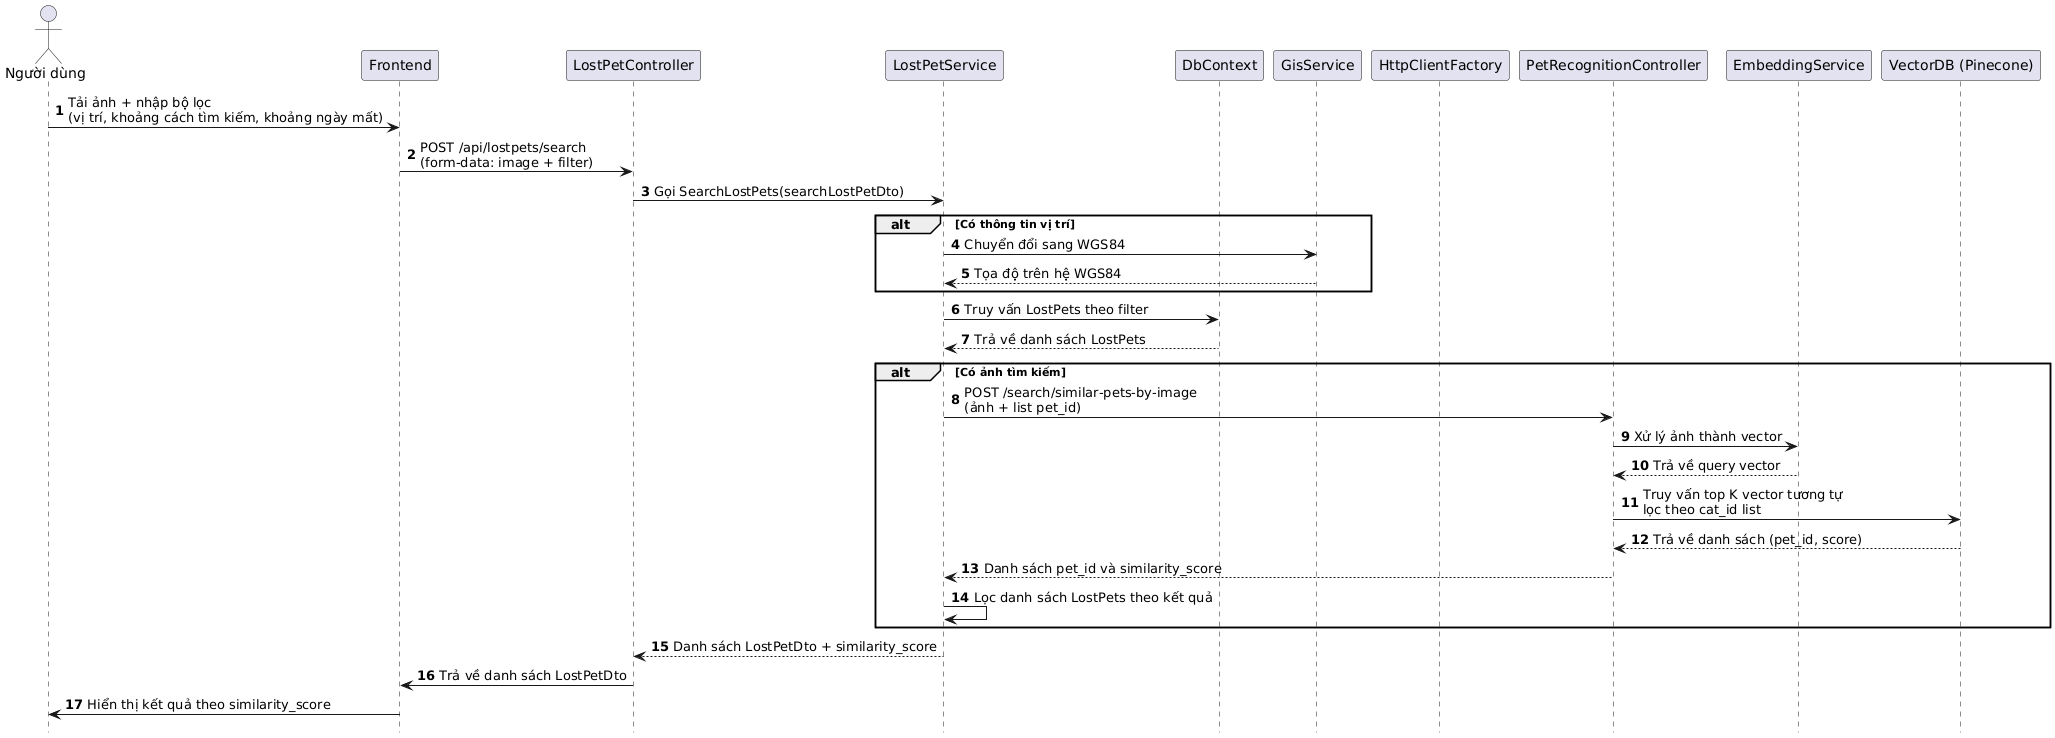 Người dùng
Frontend
LostPetController
LostPetService
DbContext
GisService
HttpClientFactory
PetRecognitionController
EmbeddingService
VectorDB (Pinecone)
1 Tải ảnh + nhập bộ lọc
(vị trí, khoảng cách tìm kiếm, khoảng ngày mất)
2 POST /api/lostpets/search
(form-data: image + filter)
3 Gọi SearchLostPets(searchLostPetDto)
alt [Có thông tin vị trí]
4 Chuyển đổi sang WGS84
5 Tọa độ trên hệ WGS84
6 Truy vấn LostPets theo filter
7 Trả về danh sách LostPets
alt [Có ảnh tìm kiếm]
8 POST /search/similar-pets-by-image
(ảnh + list pet_id)
9 Xử lý ảnh thành vector
10 Trả về query vector
11 Truy vấn top K vector tương tự
lọc theo cat_id list
12 Trả về danh sách (pet_id, score)
13 Danh sách pet_id và similarity_score
14 Lọc danh sách LostPets theo kết quả
15 Danh sách LostPetDto + similarity_score
16 Trả về danh sách LostPetDto
17 Hiển thị kết quả theo similarity_score